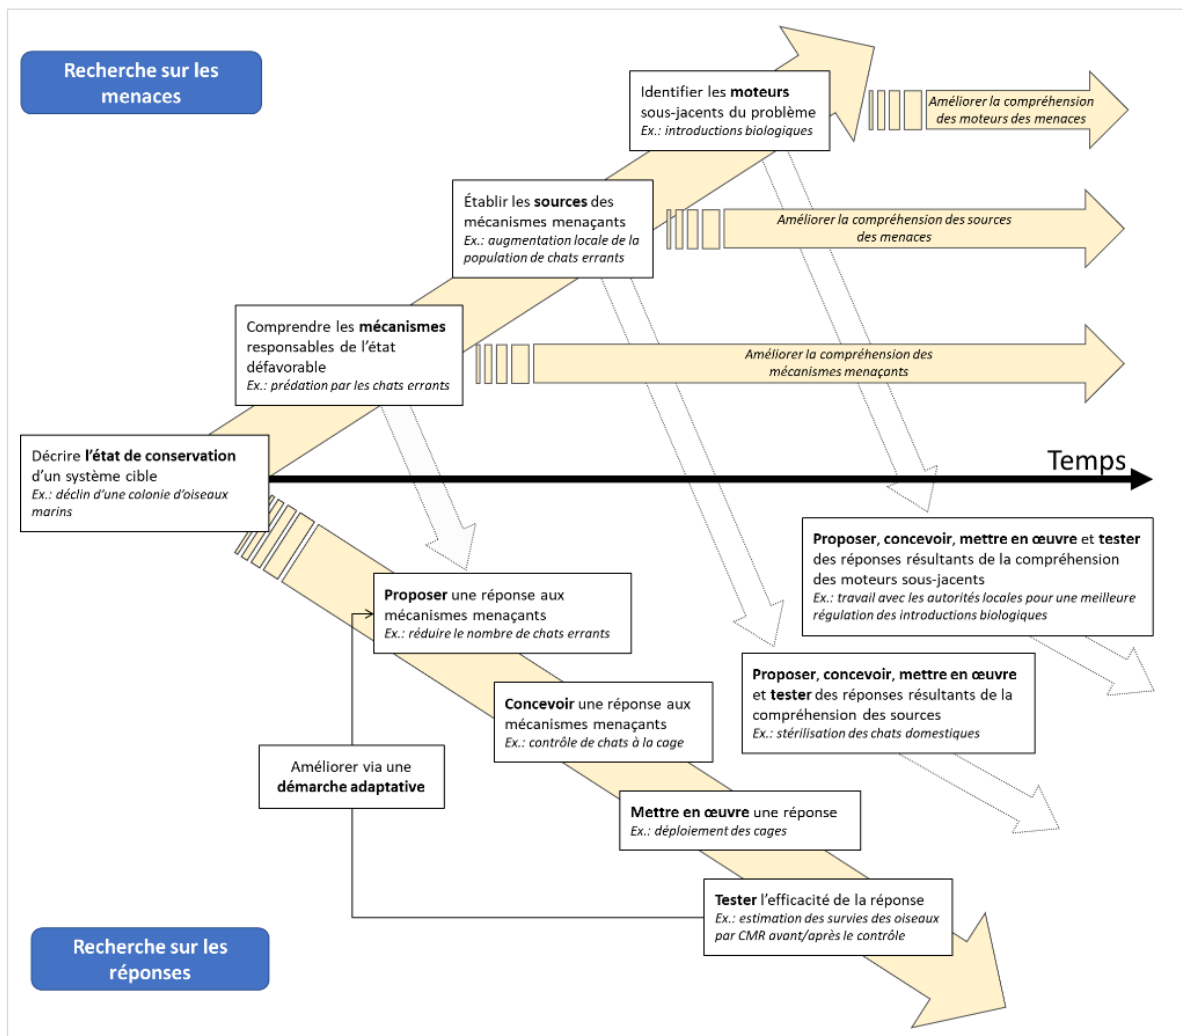 Recherche sur les
menaces
Identifier les moteurs
sous-jacents du problème
Ex.: introductions biologiques
Améliorer la compréhension
des moteurs des menaces
Établir les sources des
mécanismes menaçants
Ex.: augmentation locale de la
population de chats errants
Améliorer la compréhension des sources
des menaces
Comprendre les mécanismes
responsables de l'état
défavorable
Ex.: prédation par les chats errants
Améliorer la compréhension des
mécanismes menaçants
Décrire l'état de conservation
d'un système cible
Ex.: déclin d'une colonie d'oiseaux
marins
Temps
Proposer, concevoir, mettre en œuvre et tester
des réponses résultants de la compréhension
des moteurs sous-jacents
Ex.: travail avec les autorités locales pour une meilleure
régulation des introductions biologiques
Proposer une réponse aux
mécanismes menaçants
Ex.: réduire le nombre de chats errants
Proposer, concevoir, mettre en œuvre
et tester des réponses résultants de la
compréhension des sources
Ex.: stérilisation des chats domestiques
Concevoir une réponse aux
mécanismes menaçants
Ex.: contrôle de chats à la cage
Améliorer via une
démarche adaptative
Mettre en œuvre une réponse
Ex.: déploiement des cages
Tester l'efficacité de la réponse
Ex.: estimation des survies des oiseaux
par CMR avant/après le contrôle
Recherche sur les
réponses